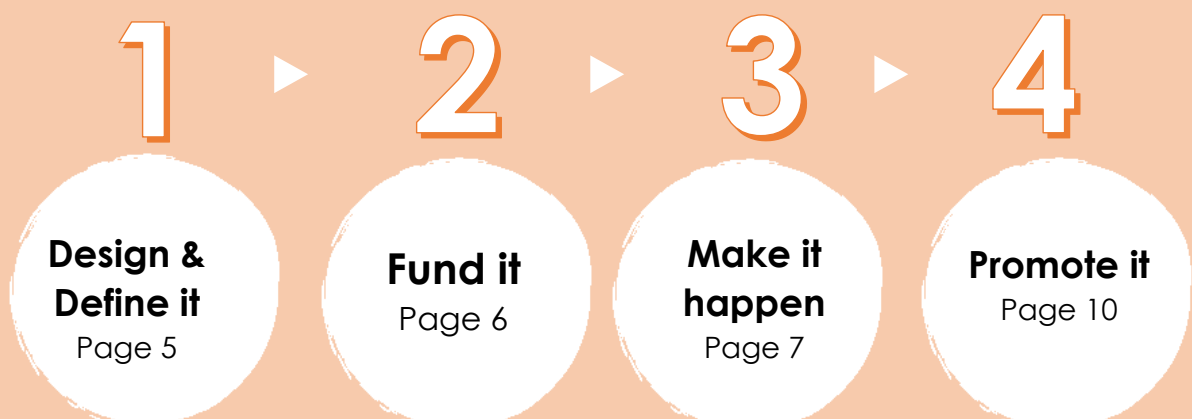 1
2
3
4
Design &
Define it
Page 5
Fund it
Page 6
Make it
happen
Page 7
Promote it
Page 10